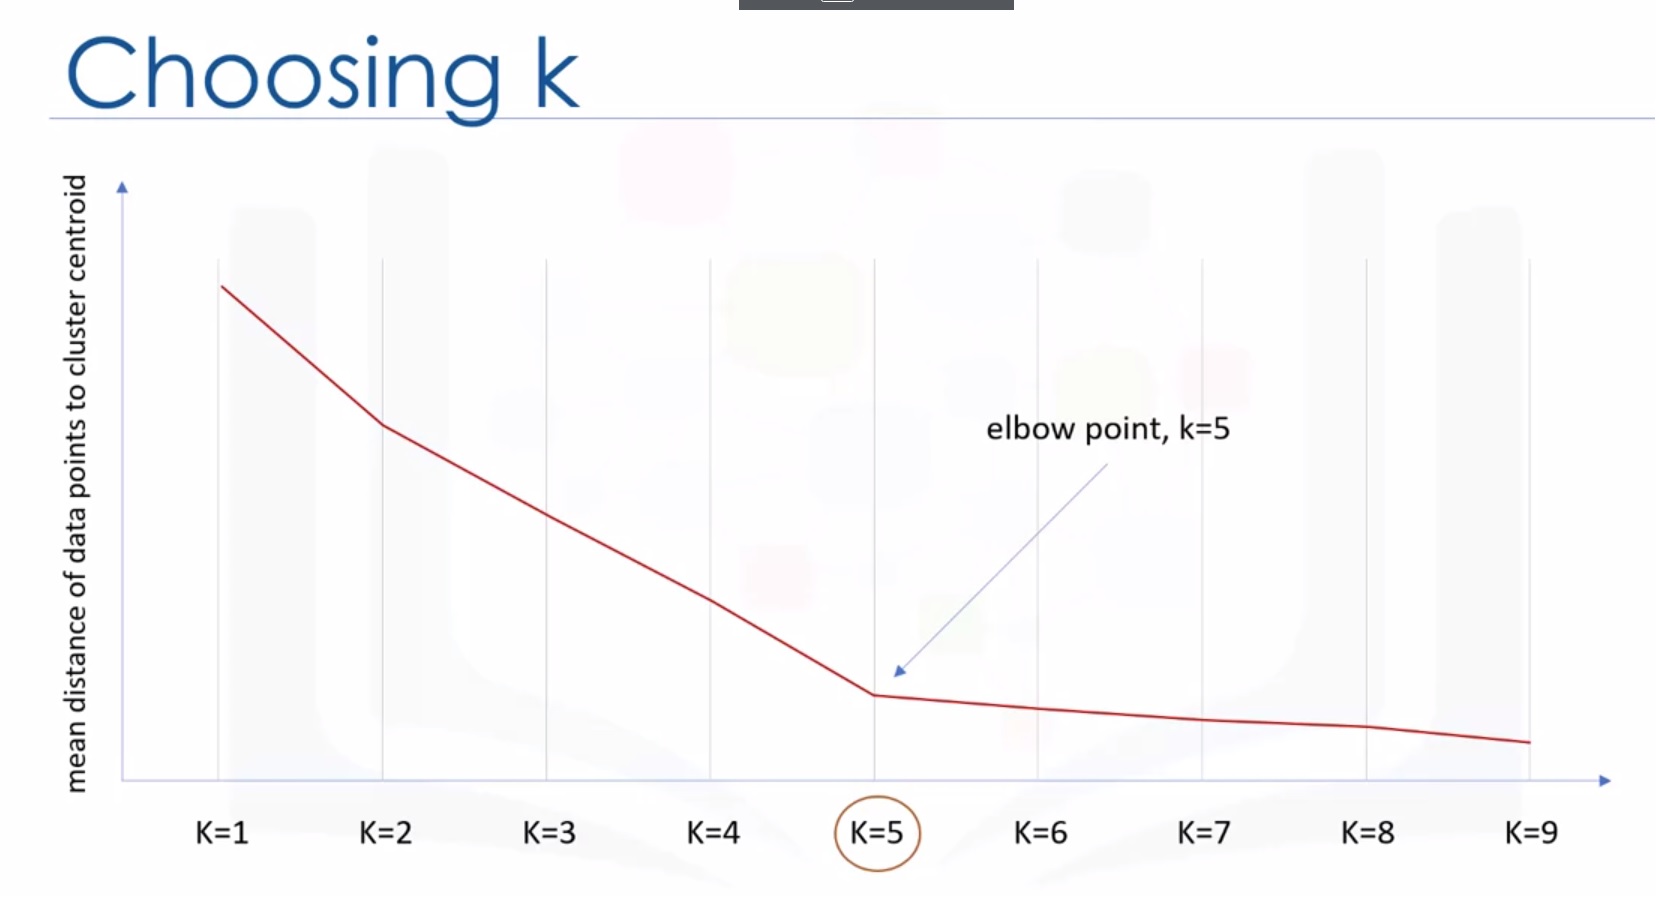 Choosing k
mean distance of data points to cluster centroid
elbow point, k=5
K=1
K=2
K=3
K=4
K=5
K=6
K=7
K=8
K=9